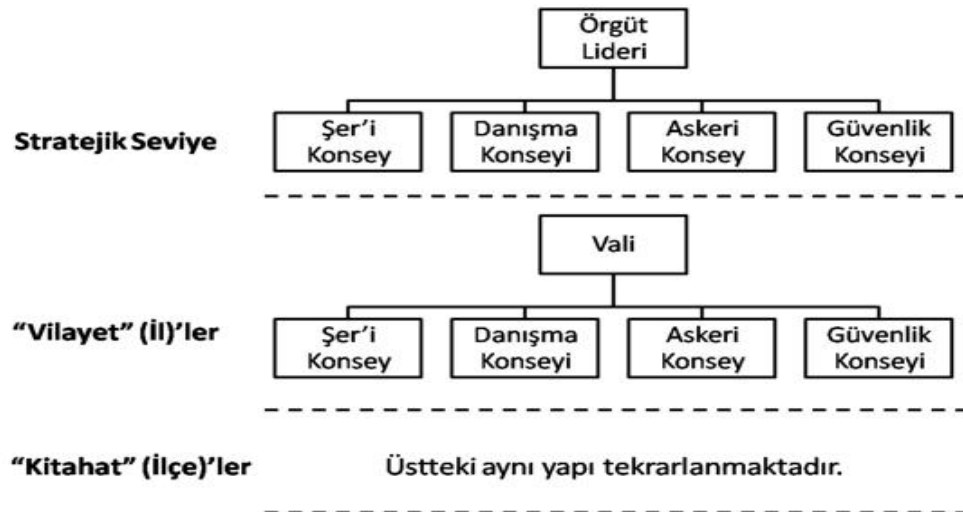 Örgüt
Lideri
Stratejik Seviye
Şer'i
Konsey
Danışma
Konseyi
Askeri
Konsey
Güvenlik
Konseyi
Vali
“Vilayet” (İl)'ler
Şer'i
Konsey
Danışma
Konseyi
Askeri
Konsey
Güvenlik
Konseyi
“Kitahat” (İlçe)'ler
Üstteki aynı yapı tekrarlanmaktadır.